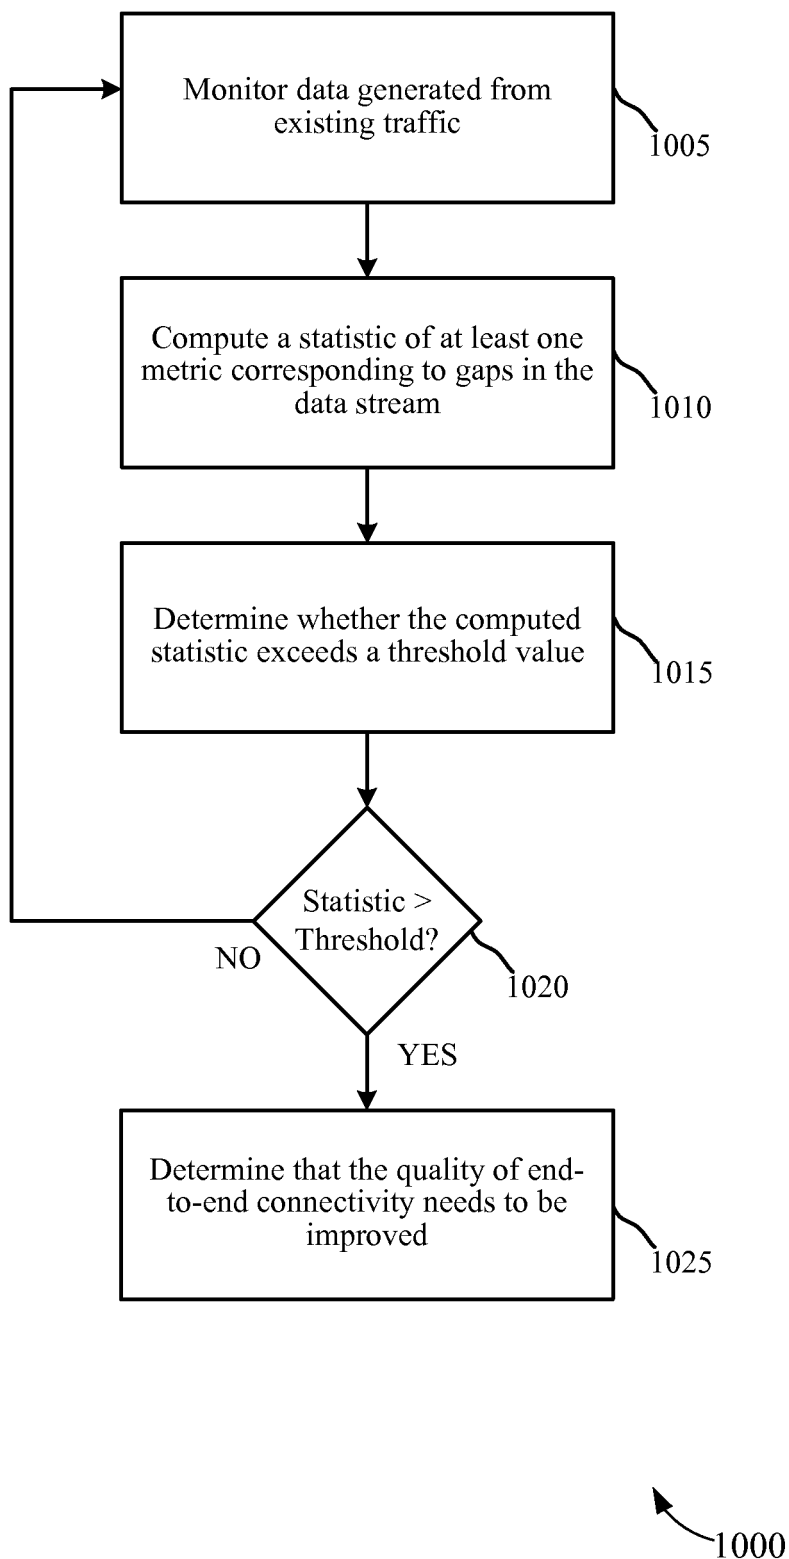 Monitor data generated from
existing traffic
1005
Compute a statistic of at least one
metric corresponding to gaps in the
data stream
1010
Determine whether the computed
statistic exceeds a threshold value
1015
Statistic >
Threshold?
NO
1020
YES
Determine that the quality of end-
to-end connectivity needs to be
improved
1025
1000